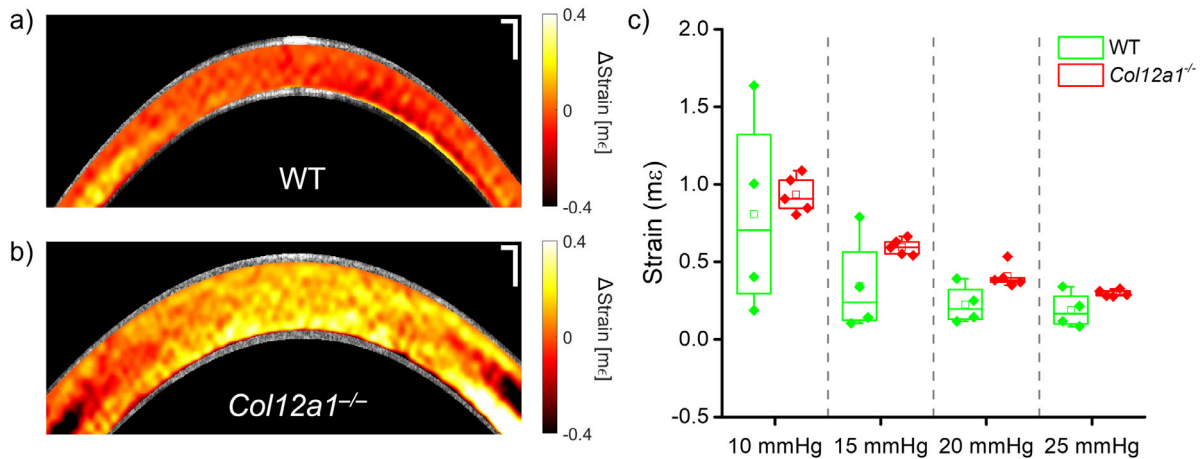 a)
0.4
0
-0.4
ΔStrain [mϵ]
WT
b)
0.4
0
-0.4
ΔStrain [mϵ]
Col12a1⁻/⁻
c)
Strain (mε)
2.0
1.5
1.0
0.5
0.0
-0.5
WT
Col12a1⁻/⁻
10 mmHg 15 mmHg 20 mmHg 25 mmHg